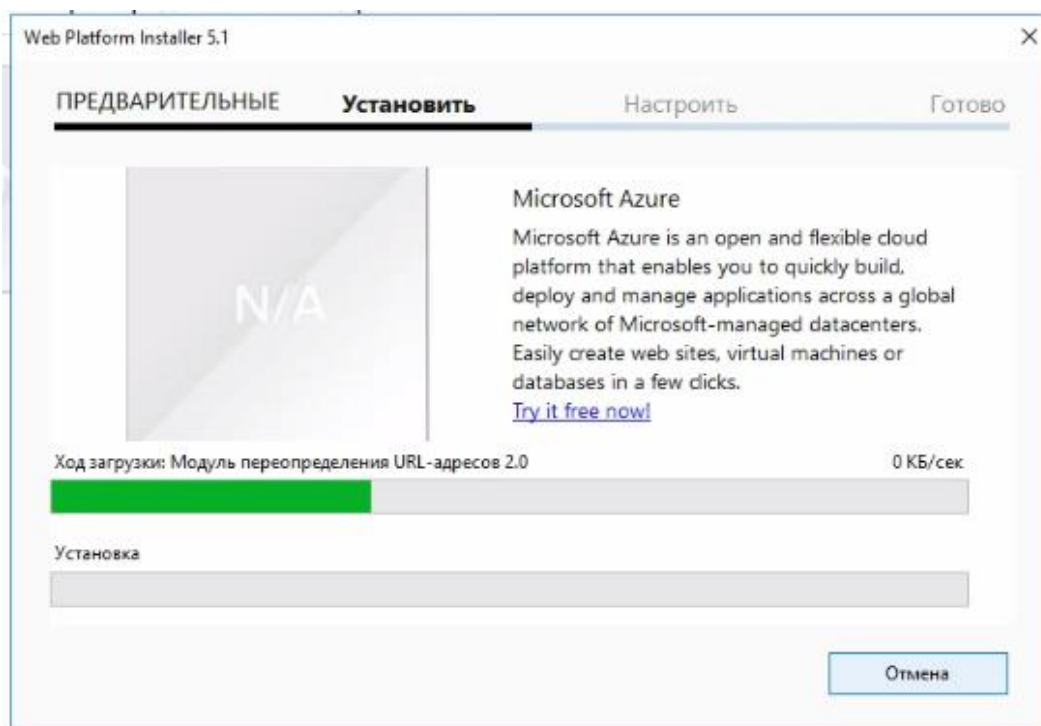 Web Platform Installer 5.1
ПРЕДВАРИТЕЛЬНЫЕ Установить Настроить Готово
N/A
Microsoft Azure
Microsoft Azure is an open and flexible cloud
platform that enables you to quickly build,
deploy and manage applications across a global
network of Microsoft-managed datacenters.
Easily create web sites, virtual machines or
databases in a few clicks.
Try it free now!
Ход загрузки: Модуль переопределения URL-адресов 2.0 0 КБ/сек
Установка
Отмена